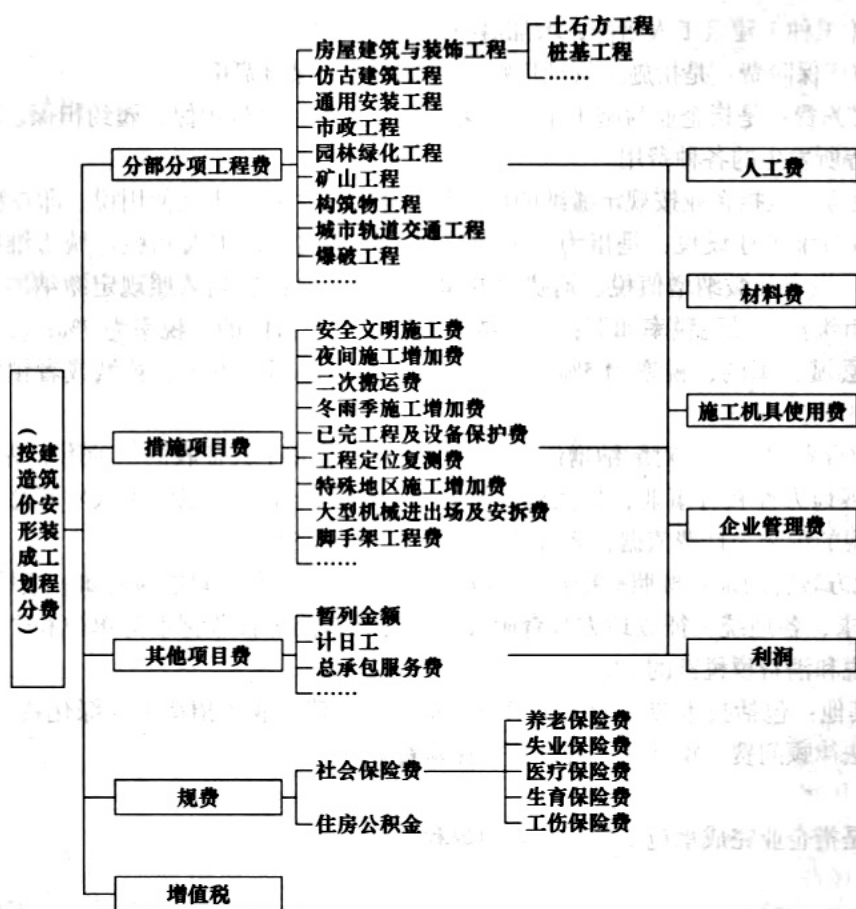 建筑安装工程费
（按造价形成划分）
分部分项工程费
房屋建筑与装饰工程
土石方工程
桩基工程
……
仿古建筑工程
通用安装工程
市政工程
园林绿化工程
矿山工程
构筑物工程
城市轨道交通工程
爆破工程
……
措施项目费
安全文明施工费
夜间施工增加费
二次搬运费
冬雨季施工增加费
已完工程及设备保护费
工程定位复测费
特殊地区施工增加费
大型机械进出场及安拆费
脚手架工程费
……
其他项目费
暂列金额
计日工
总承包服务费
……
规费
社会保险费
养老保险费
失业保险费
医疗保险费
生育保险费
工伤保险费
住房公积金
增值税
人工费
材料费
施工机具使用费
企业管理费
利润